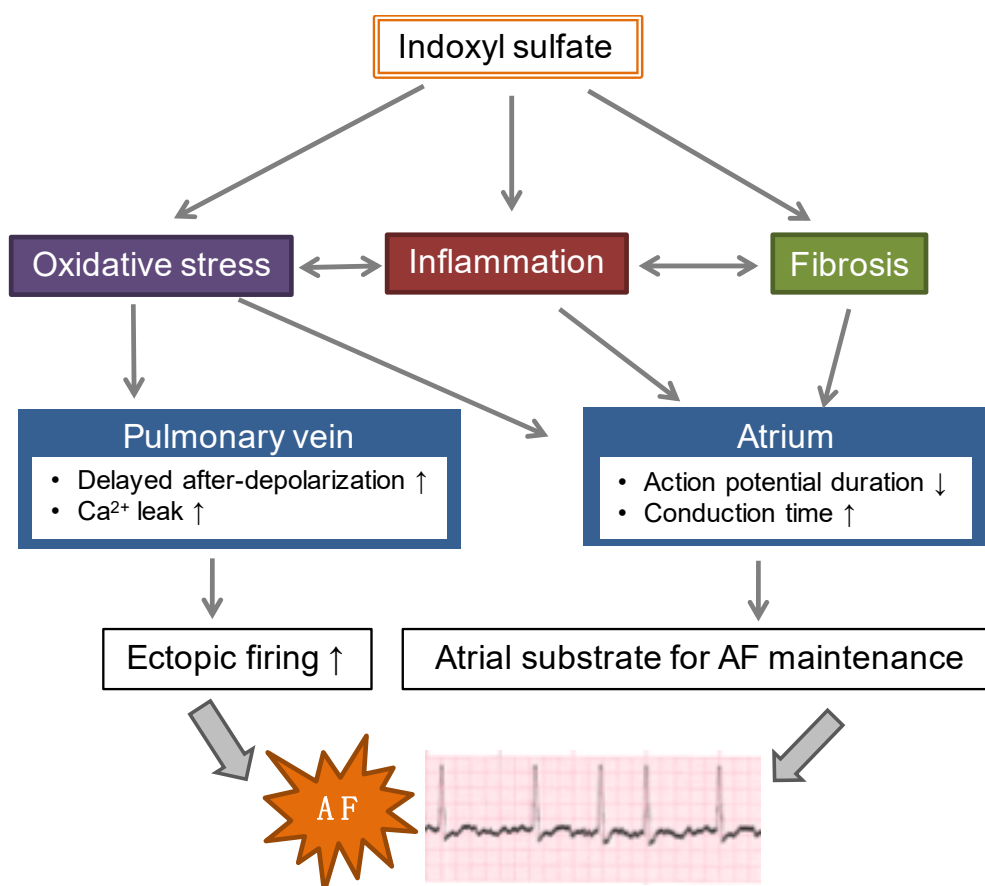 Indoxyl sulfate
Oxidative stress
Inflammation
Fibrosis
Pulmonary vein
• Delayed after-depolarization ↑
• Ca²⁺ leak ↑
Atrium
• Action potential duration ↓
• Conduction time ↑
Ectopic firing ↑
Atrial substrate for AF maintenance
AF